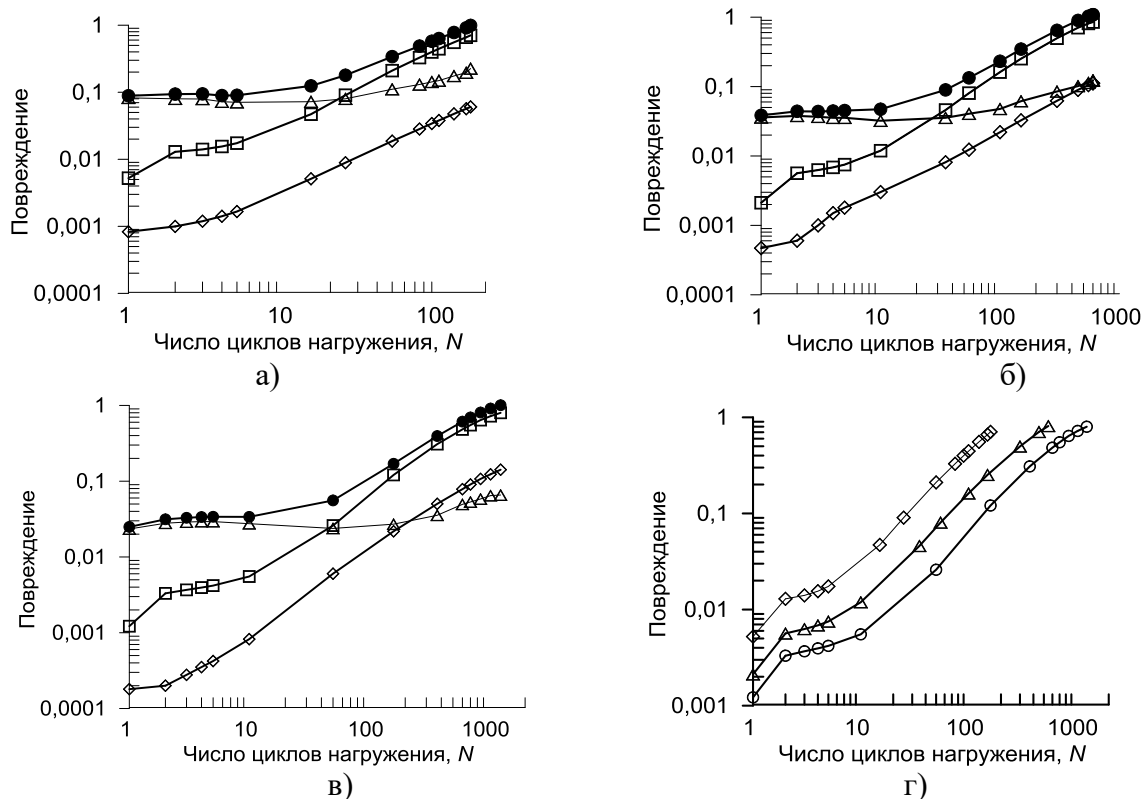 1
0,1
0,01
0,001
0,0001
Повреждение
1 10 100
Число циклов нагружения, N
а)
1
0.1
0.01
0.001
0,0001
Повреждение
1 10 100 1000
Число циклов нагружения, N
б)
1
0,1
0,01
0,001
0,0001
Повреждение
1 10 100 1000
Число циклов нагружения, N
в)
1
0,1
0,01
0,001
Повреждение
1 10 100 1000
Число циклов нагружения, N
г)